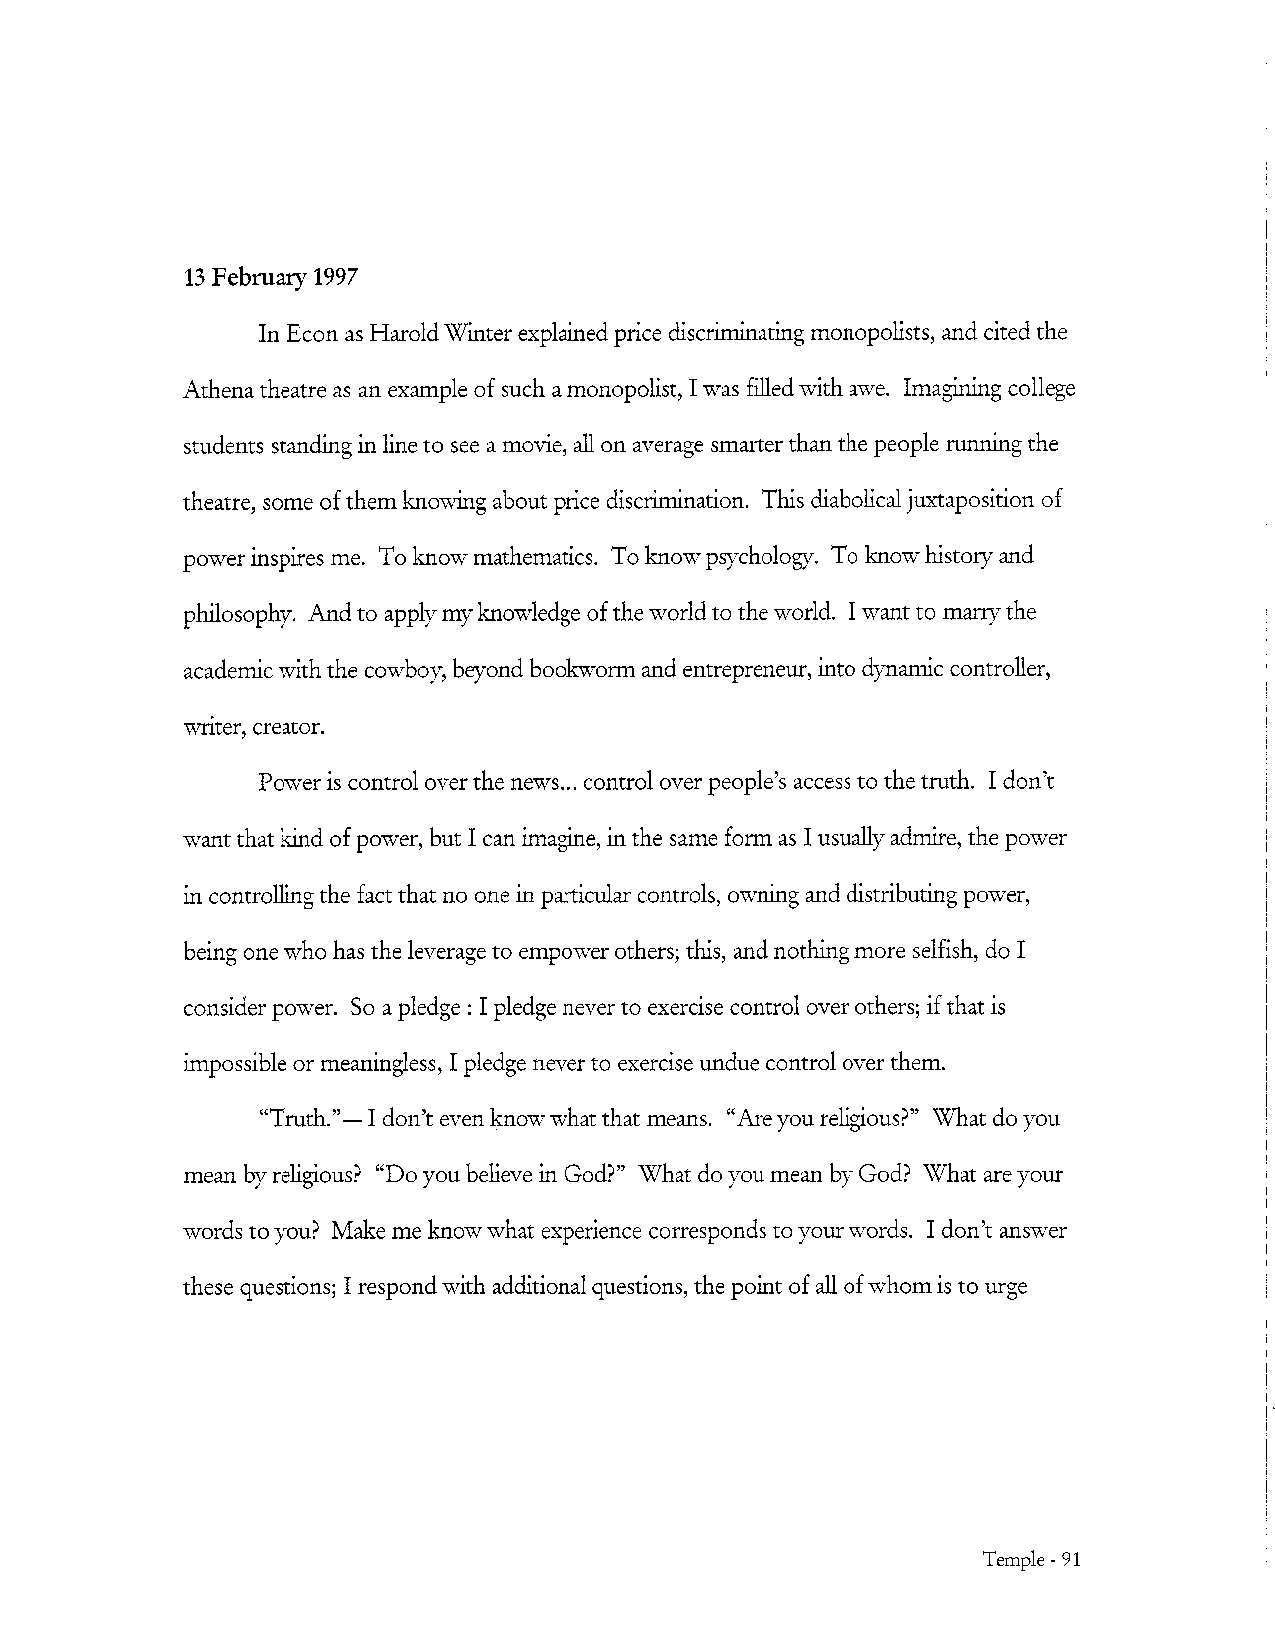 13 February 1997
In Econ as Harold Winter explained price discriminating monopolists, and cited the
Athena theatre as an example of such a monopolist, I was filled with awe. Imagining college
students standing in line to see a movie, all on average smarter than the people running the
theatre, some of them knowing about price discrimination. This diabolical juxtaposition of
power inspires me. To know mathematics. To know psychology. To know history and
philosophy. And to apply my knowledge of the world to the world. I want to marry the
academic with the cowboy, beyond bookworm and entrepreneur, into dynamic controller,
writer, creator.
Power is control over the news... control over people's access to the truth. I don't
want that kind of power, but I can imagine, in the same form as I usually admire, the power
in controlling the fact that no one in particular controls, owning and distributing power,
being one who has the leverage to empower others; this, and nothing more selfish, do I
consider power. So a pledge : I pledge never to exercise control over others; if that is
impossible or meaningless, I pledge never to exercise undue control over them.
“Truth.”— I don't even know what that means. “Are you religious?” What do you
mean by religious? “Do you believe in God?” What do you mean by God? What are your
words to you? Make me know what experience corresponds to your words. I don't answer
these questions; I respond with additional questions, the point of all of whom is to urge
Temple - 91